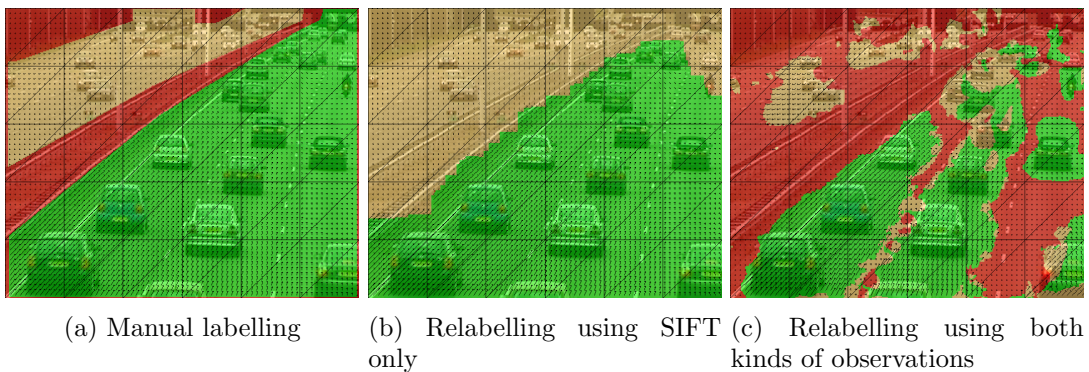 (a) Manual labelling
(b) Relabelling using SIFT only
(c) Relabelling using both kinds of observations